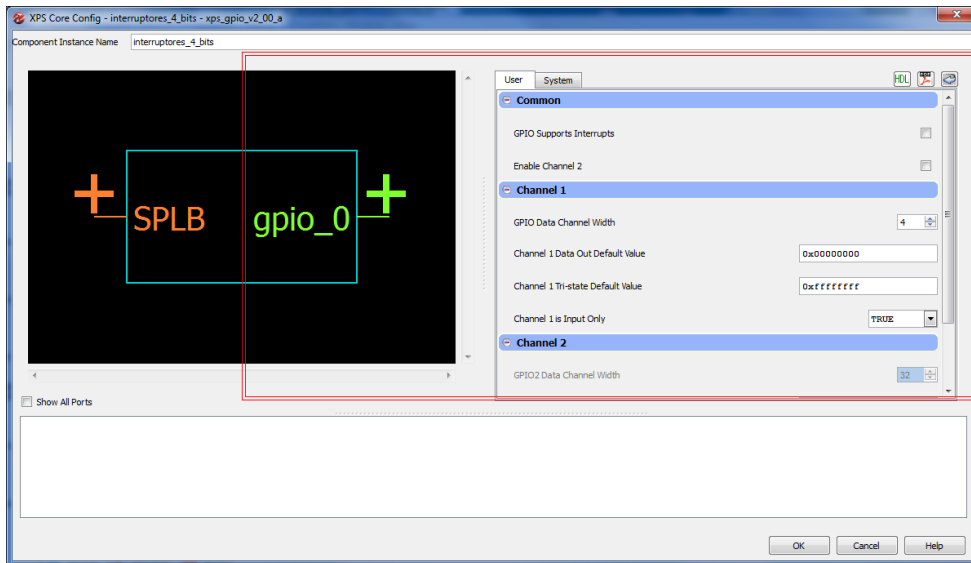 XPS Core Config - interruptores_4_bits - xps_gpio_v2_00_a
Component Instance Name interruptores_4_bits
User System HDL
Common
GPIO Supports Interrupts
Enable Channel 2
Channel 1
SPLB gpio_0
GPIO Data Channel Width 4
Channel 1 Data Out Default Value 0x00000000
Channel 1 Tri-state Default Value 0xffffffff
Channel 1 is Input Only TRUE
Channel 2
GPIO2 Data Channel Width 32
Show All Ports
OK Cancel Help